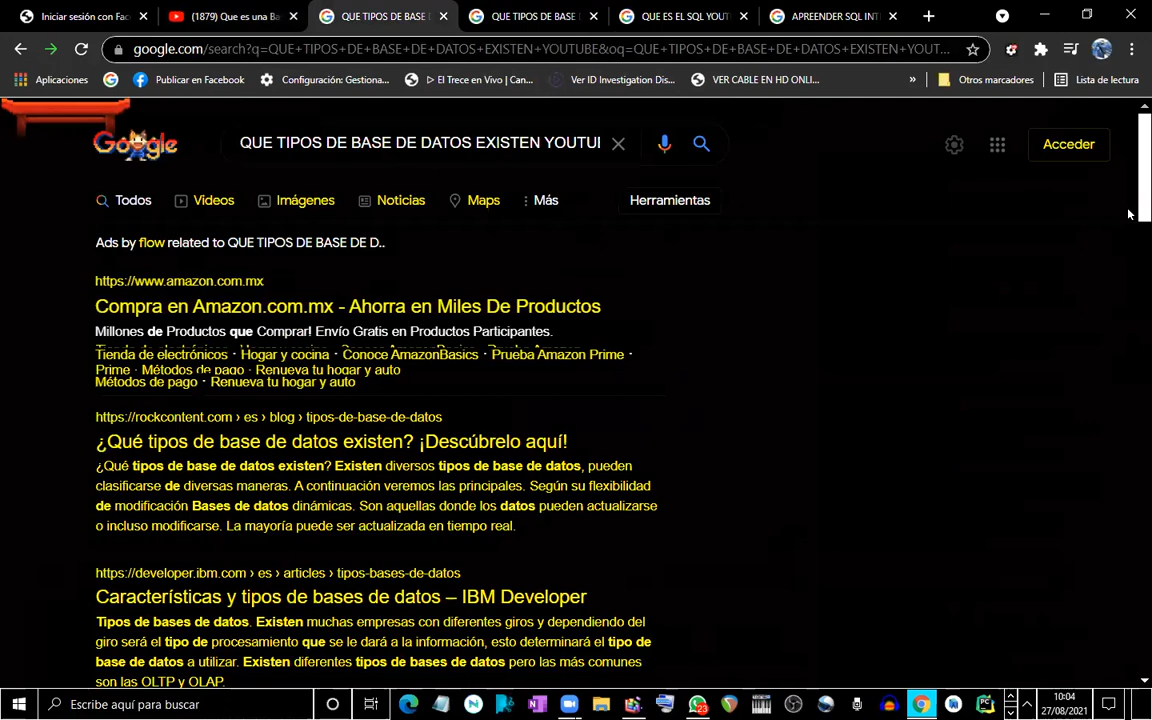 Iniciar sesión con Fac
(1879) Que es una Ba
QUE TIPOS DE BASE
QUE TIPOS DE BASE
QUE ES EL SQL YOUT
APREENDER SQL INT
google.com/search?q=QUE+TIPOS+DE+BASE+DE+DATOS+EXISTEN+YOUTUBE&oq=QUE+TIPOS+DE+BASE+DE+DATOS+EXISTEN+YOUT...
Aplicaciones
Publicar en Facebook
Configuración: Gestiona...
▷ El Trece en Vivo | Can...
Ver ID Investigation Dis...
VER CABLE EN HD ONLI...
»
Otros marcadores
Lista de lectura
Google
QUE TIPOS DE BASE DE DATOS EXISTEN YOUTUI
Acceder
Todos
Videos
Imágenes
Noticias
Maps
Más
Herramientas
Ads by flow related to QUE TIPOS DE BASE DE D..
https://www.amazon.com.mx
Compra en Amazon.com.mx - Ahorra en Miles De Productos
Millones de Productos que Comprar! Envío Gratis en Productos Participantes.
Tienda de electrónicos · Hogar y cocina · Conoce AmazonBasics · Prueba Amazon Prime ·
Prime · Métodos de pago · Renueva tu hogar y auto
Métodos de pago · Renueva tu hogar y auto
https://rockcontent.com › es › blog › tipos-de-base-de-datos
¿Qué tipos de base de datos existen? ¡Descúbrelo aquí!
¿Qué tipos de base de datos existen? Existen diversos tipos de base de datos, pueden
clasificarse de diversas maneras. A continuación veremos las principales. Según su flexibilidad
de modificación Bases de datos dinámicas. Son aquellas donde los datos pueden actualizarse
o incluso modificarse. La mayoría puede ser actualizada en tiempo real.
https://developer.ibm.com › es › articles › tipos-bases-de-datos
Características y tipos de bases de datos – IBM Developer
Tipos de bases de datos. Existen muchas empresas con diferentes giros y dependiendo del
giro será el tipo de procesamiento que se le dará a la información, esto determinará el tipo de
base de datos a utilizar. Existen diferentes tipos de bases de datos pero las más comunes
son las OLTP y OLAP.
Escribe aquí para buscar
23
PC
10:04
27/08/2021